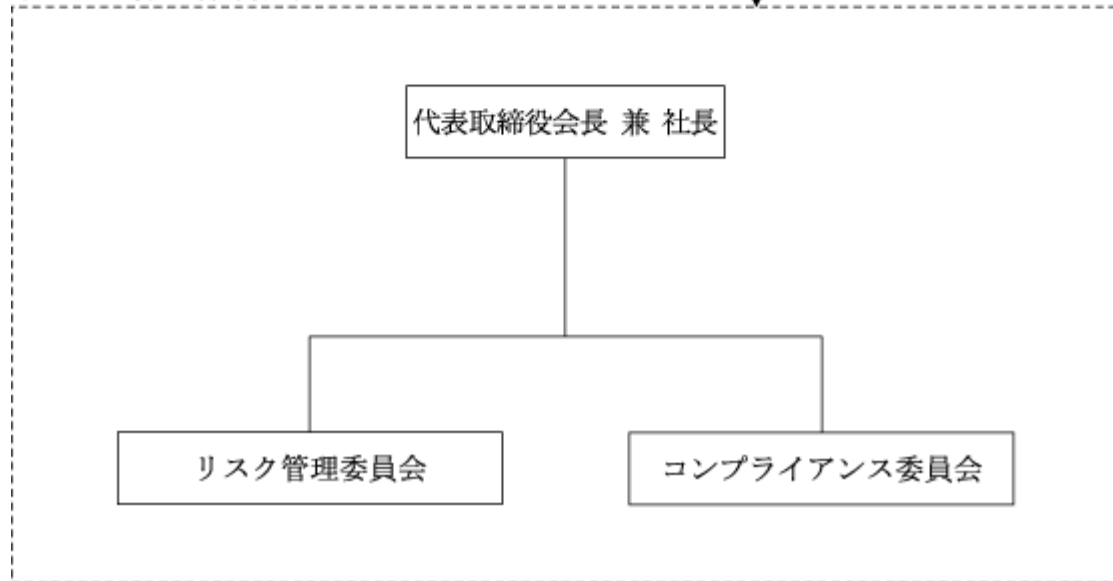 代表取締役会長 兼 社長
リスク管理委員会
コンプライアンス委員会